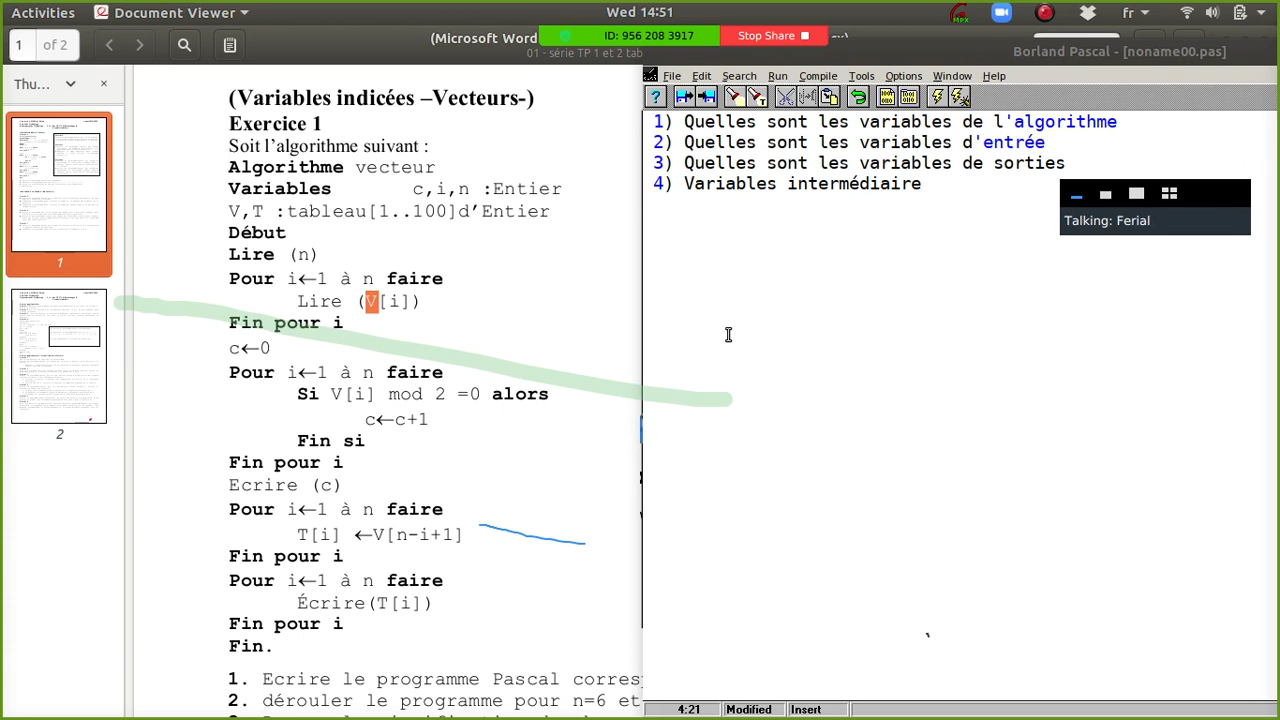 Activities
Document Viewer
Wed 14:51
fr
1
of 2
(Microsoft Word
01 - série TP 1 et 2 tab
ID: 956 208 3917
Stop Share
Borland Pascal - [noname00.pas]
Thu...
1
2
(Variables indicées –Vecteurs-)
Exercice 1
Soit l'algorithme suivant :
Algorithme vecteur
Variables c,i,n :Entier
V,T :tableau[1..100]d’Entier
Début
Lire (n)
Pour i←1 à n faire
Lire (V[i])
Fin pour i
c←0
Pour i←1 à n faire
Si V[i] mod 2 =0 alors
c←c+1
Fin si
Fin pour i
Ecrire (c)
Pour i←1 à n faire
T[i] ←V[n-i+1]
Fin pour i
Pour i←1 à n faire
Écrire(T[i])
Fin pour i
Fin.
1. Ecrire le programme Pascal corres
2. dérouler le programme pour n=6 et
File Edit Search Run Compile Tools Options Window Help
1) Quelles sont les variables de l'algorithme
2) Quelles sont les variables d'entrée
3) Quelles sont les variables de sorties
4) Variables intermédiaire
Talking: Ferial
4:21 Modified Insert